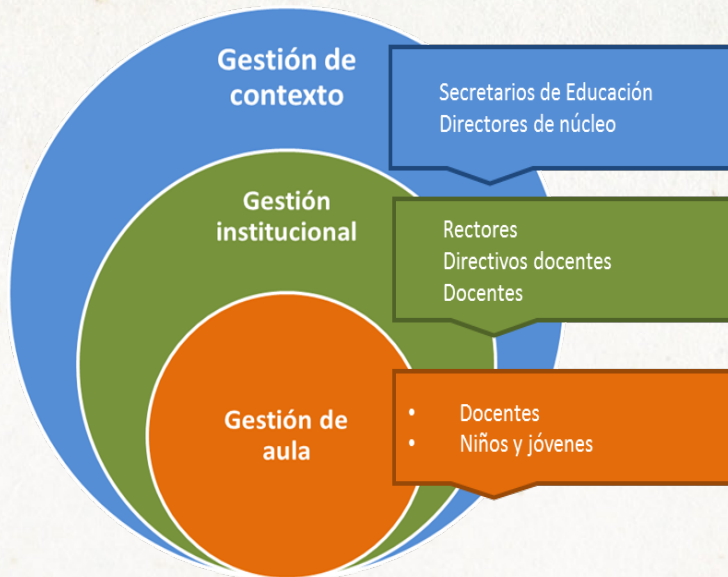 Gestión de
contexto
Secretarios de Educación
Directores de núcleo
Gestión
institucional
Rectores
Directivos docentes
Docentes
Gestión de
aula
• Docentes
• Niños y jóvenes